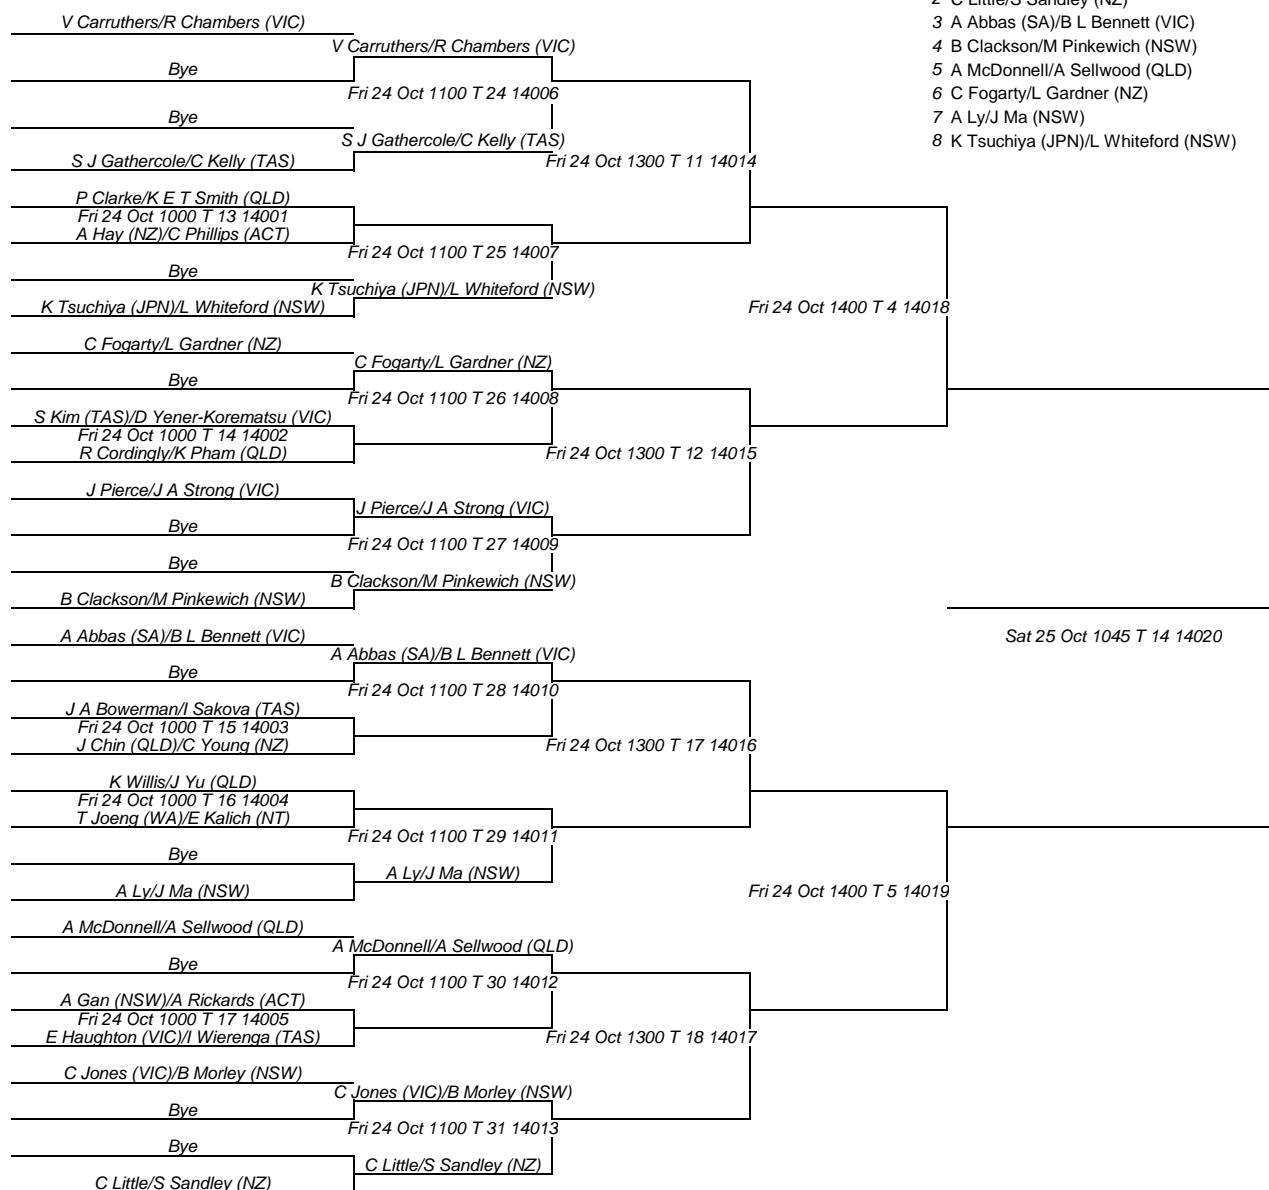 2 C Little/S Sandley (NZ)
3 A Abbas (SA)/B L Bennett (VIC)
4 B Clackson/M Pinkewich (NSW)
5 A McDonnell/A Sellwood (QLD)
6 C Fogarty/L Gardner (NZ)
7 A Ly/J Ma (NSW)
8 K Tsuchiya (JPN)/L Whiteford (NSW)
V Carruthers/R Chambers (VIC)
V Carruthers/R Chambers (VIC)
Bye
Fri 24 Oct 1100 T 24 14006
Bye
S J Gathercole/C Kelly (TAS)
S J Gathercole/C Kelly (TAS)
Fri 24 Oct 1300 T 11 14014
P Clarke/K E T Smith (QLD)
Fri 24 Oct 1000 T 13 14001
A Hay (NZ)/C Phillips (ACT)
Fri 24 Oct 1100 T 25 14007
Bye
K Tsuchiya (JPN)/L Whiteford (NSW)
K Tsuchiya (JPN)/L Whiteford (NSW)
Fri 24 Oct 1400 T 4 14018
C Fogarty/L Gardner (NZ)
C Fogarty/L Gardner (NZ)
Bye
Fri 24 Oct 1100 T 26 14008
S Kim (TAS)/D Yener-Korematsu (VIC)
Fri 24 Oct 1000 T 14 14002
R Cordingly/K Pham (QLD)
Fri 24 Oct 1300 T 12 14015
J Pierce/J A Strong (VIC)
J Pierce/J A Strong (VIC)
Bye
Fri 24 Oct 1100 T 27 14009
Bye
B Clackson/M Pinkewich (NSW)
B Clackson/M Pinkewich (NSW)
A Abbas (SA)/B L Bennett (VIC)
Sat 25 Oct 1045 T 14 14020
A Abbas (SA)/B L Bennett (VIC)
Bye
Fri 24 Oct 1100 T 28 14010
J A Bowerman/I Sakova (TAS)
Fri 24 Oct 1000 T 15 14003
J Chin (QLD)/C Young (NZ)
Fri 24 Oct 1300 T 17 14016
K Willis/J Yu (QLD)
Fri 24 Oct 1000 T 16 14004
T Joeng (WA)/E Kalich (NT)
Fri 24 Oct 1100 T 29 14011
Bye
A Ly/J Ma (NSW)
A Ly/J Ma (NSW)
Fri 24 Oct 1400 T 5 14019
A McDonnell/A Sellwood (QLD)
A McDonnell/A Sellwood (QLD)
Bye
Fri 24 Oct 1100 T 30 14012
A Gan (NSW)/A Rickards (ACT)
Fri 24 Oct 1000 T 17 14005
E Haughton (VIC)/I Wierenga (TAS)
Fri 24 Oct 1300 T 18 14017
C Jones (VIC)/B Morley (NSW)
C Jones (VIC)/B Morley (NSW)
Bye
Fri 24 Oct 1100 T 31 14013
Bye
C Little/S Sandley (NZ)
C Little/S Sandley (NZ)